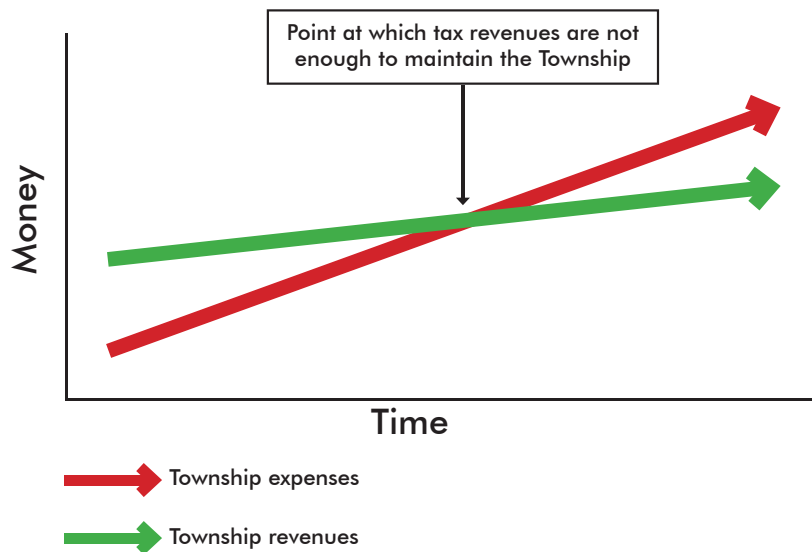 Point at which tax revenues are not
enough to maintain the Township
Money
Time
Township expenses
Township revenues